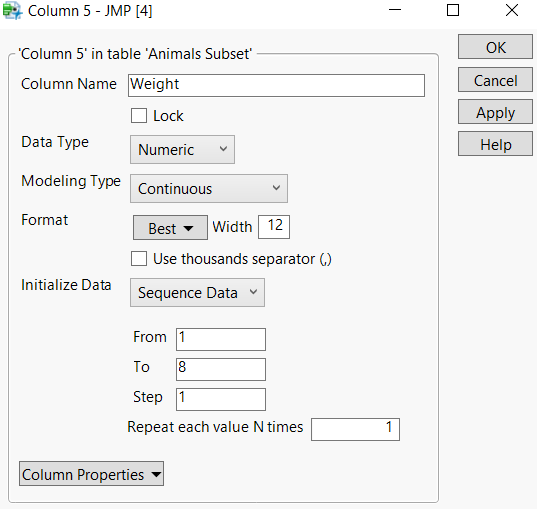 Column 5 - JMP [4]
'Column 5' in table 'Animals Subset'
OK
Column Name Weight
Cancel
Lock
Apply
Data Type Numeric
Help
Modeling Type Continuous
Format Best Width 12
Use thousands separator (,)
Initialize Data Sequence Data
From 1
To 8
Step 1
Repeat each value N times 1
Column Properties